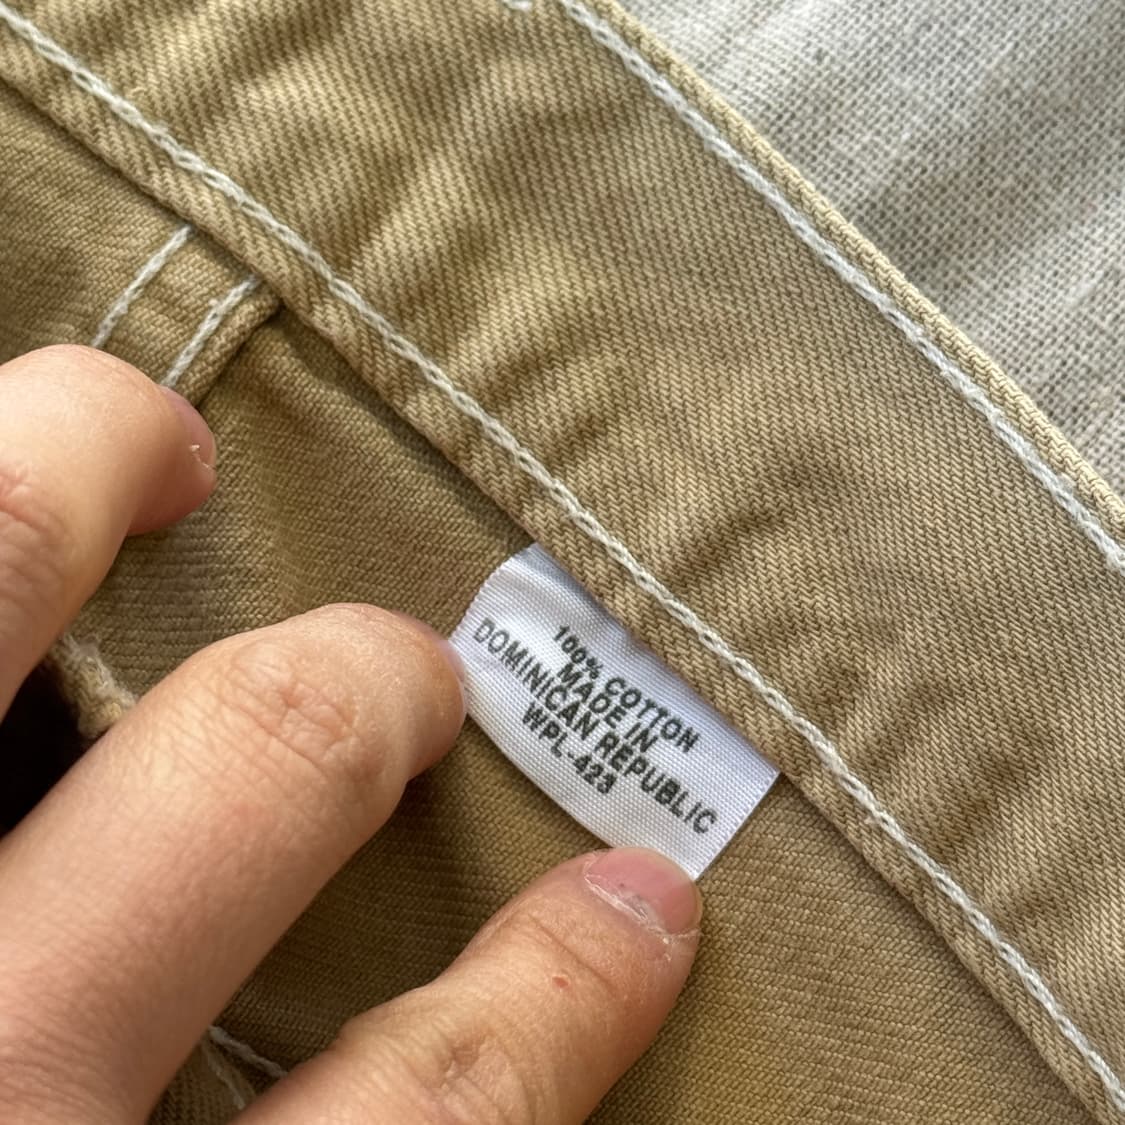 100% COTTON
MADE IN
DOMINICAN REPUBLIC
WPL-423